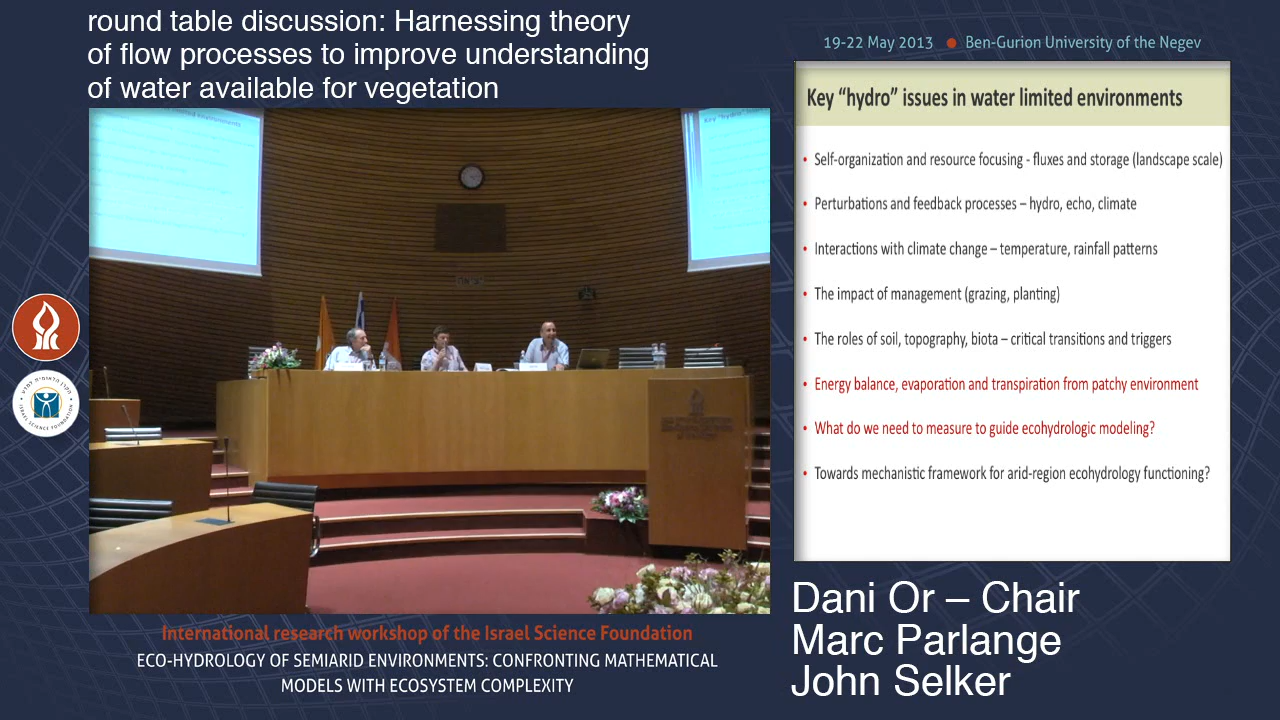 round table discussion: Harnessing theory
of flow processes to improve understanding
of water available for vegetation
19-22 May 2013 ● Ben-Gurion University of the Negev
Key “hydro” issues in water limited environments
• Self-organization and resource focusing - fluxes and storage (landscape scale)
• Perturbations and feedback processes – hydro, echo, climate
• Interactions with climate change – temperature, rainfall patterns
• The impact of management (grazing, planting)
• The roles of soil, topography, biota – critical transitions and triggers
• Energy balance, evaporation and transpiration from patchy environment
• What do we need to measure to guide ecohydrologic modeling?
• Towards mechanistic framework for arid-region ecohydrology functioning?
ISRAEL SCIENCE FOUNDATION
International research workshop of the Israel Science Foundation
ECO-HYDROLOGY OF SEMIARID ENVIRONMENTS: CONFRONTING MATHEMATICAL
MODELS WITH ECOSYSTEM COMPLEXITY
Dani Or – Chair
Marc Parlange
John Selker